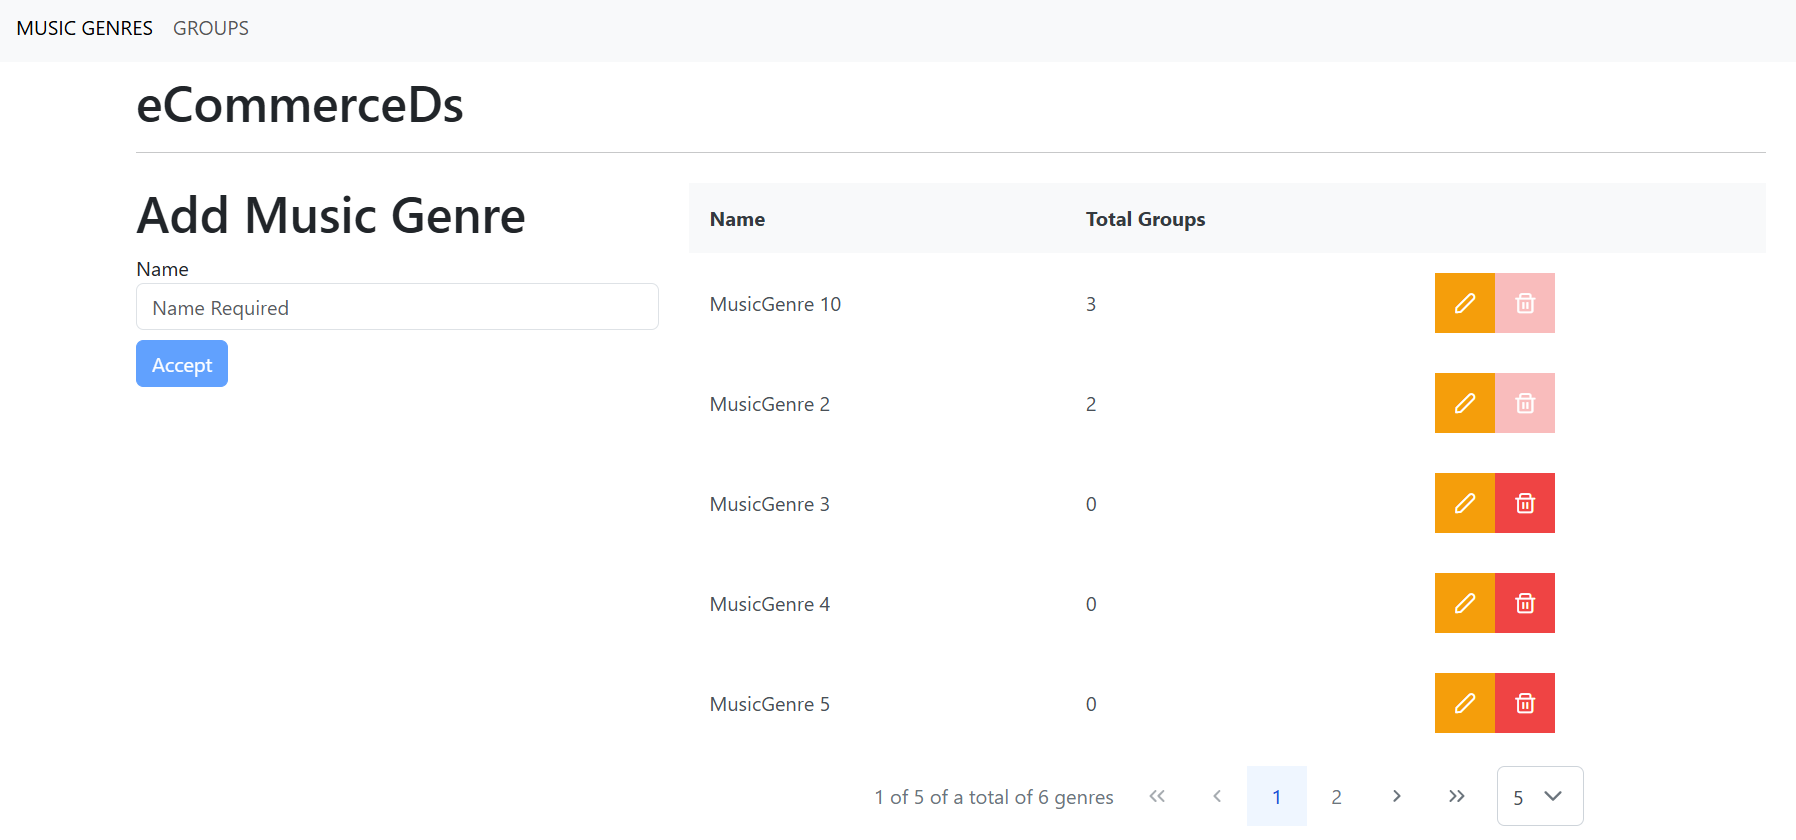 MUSIC GENRES GROUPS
eCommerceDs
Add Music Genre
Name
Name Required
Accept
Name Total Groups
MusicGenre 10 3
MusicGenre 2 2
MusicGenre 3 0
MusicGenre 4 0
MusicGenre 5 0
1 of 5 of a total of 6 genres 1 2 5